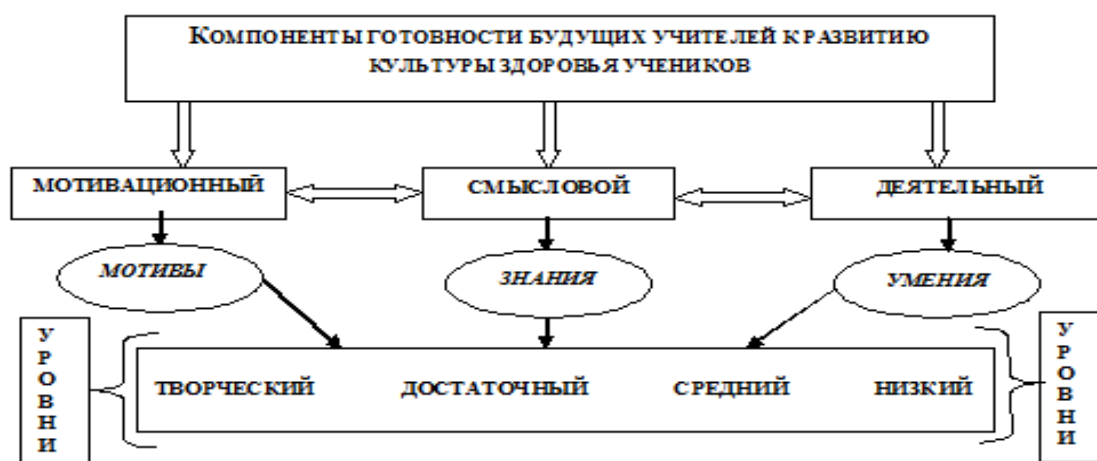 КОМПОНЕНТЫ ГОТОВНОСТИ БУДУЩИХ УЧИТЕЛЕЙ К РАЗВИТИЮ
КУЛЬТУРЫ ЗДОРОВЬЯ УЧЕНИКОВ
МОТИВАЦИОННЫЙ
СМЫСЛОВОЙ
ДЕЯТЕЛЬНЫЙ
МОТИВЫ
ЗНАНИЯ
УМЕНИЯ
УРОВНИ
ТВОРЧЕСКИЙ ДОСТАТОЧНЫЙ СРЕДНИЙ НИЗКИЙ
УРОВНИ